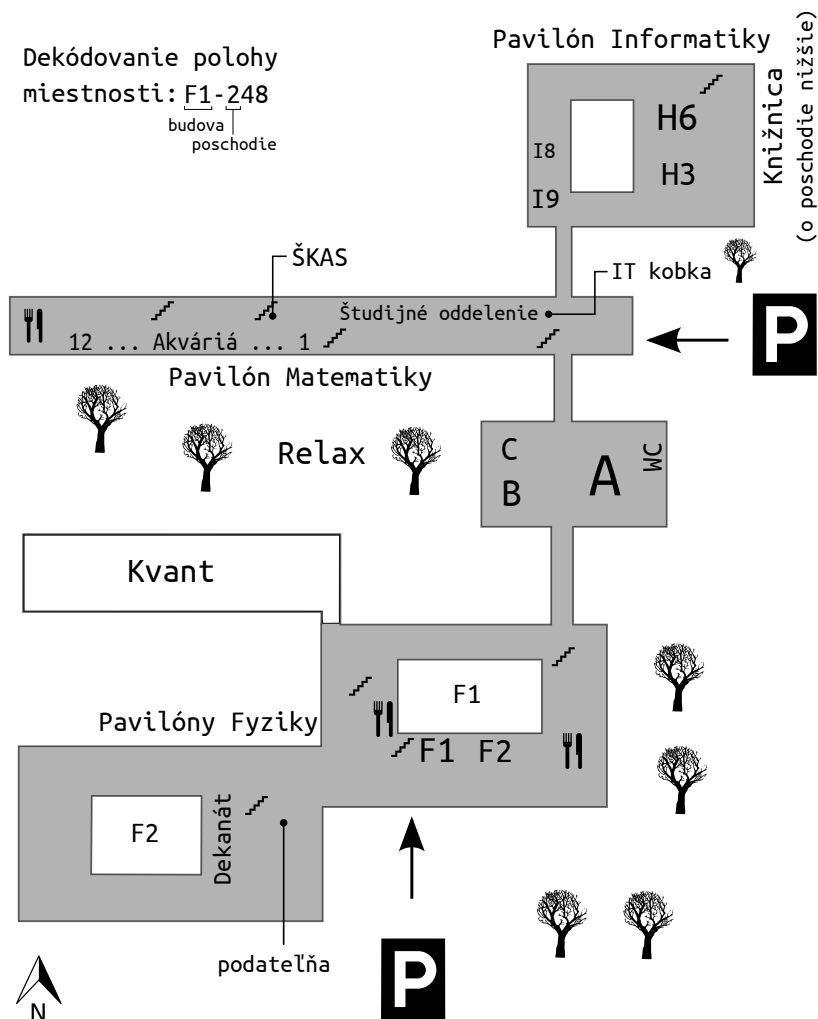 Dekódovanie polohy
miestnosti: F1-248
budova
poschodie
Pavilón Informatiky
Knižnica
(o poschodie nižšie)
H6
I8
H3
I9
ŠKAS
IT kobka
Študijné oddelenie
12 ... Akváriá ... 1
P
Pavilón Matematiky
Relax
C
B
A
WC
Kvant
F1
Pavilóny Fyziky
F1 F2
F2
Dekanát
podateľňa
P
N